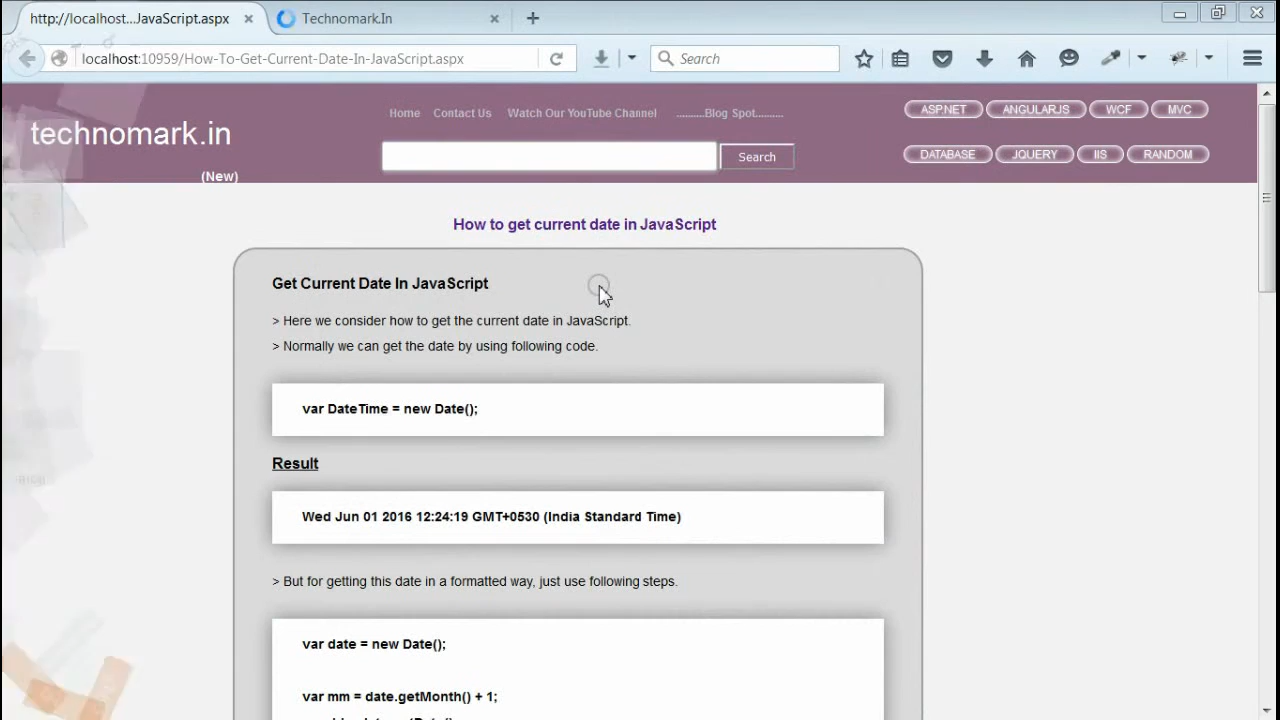 http://localhost...JavaScript.aspx
Technomark.In
localhost:10959/How-To-Get-Current-Date-In-JavaScript.aspx
Search
technomark.in
(New)
Home Contact Us Watch Our YouTube Channel ..........Blog Spot.........
Search
ASP.NET ANGULARJS WCF MVC
DATABASE JQUERY IIS RANDOM
How to get current date in JavaScript
Get Current Date In JavaScript
> Here we consider how to get the current date in JavaScript.
> Normally we can get the date by using following code.
var DateTime = new Date();
Result
Wed Jun 01 2016 12:24:19 GMT+0530 (India Standard Time)
> But for getting this date in a formatted way, just use following steps.
var date = new Date();
var mm = date.getMonth() + 1;